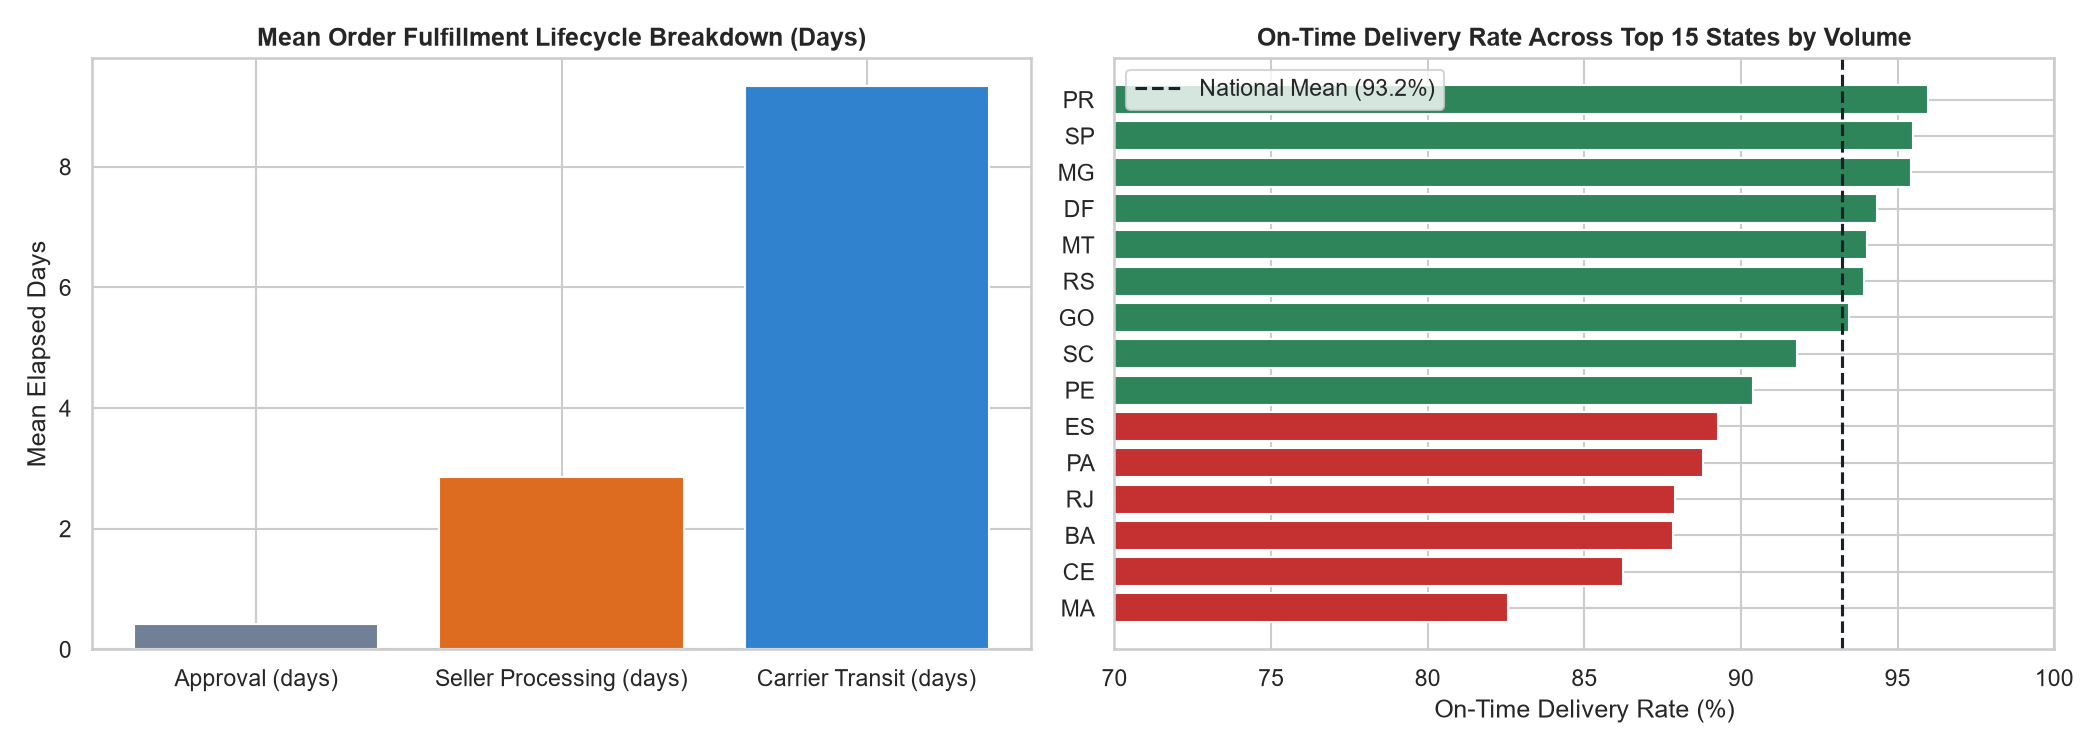 Mean Order Fulfillment Lifecycle Breakdown (Days)
Mean Elapsed Days
8
6
4
2
0
Approval (days)
Seller Processing (days)
Carrier Transit (days)
On-Time Delivery Rate Across Top 15 States by Volume
National Mean (93.2%)
PR
SP
MG
DF
MT
RS
GO
SC
PE
ES
PA
RJ
BA
CE
MA
70 75 80 85 90 95 100
On-Time Delivery Rate (%)